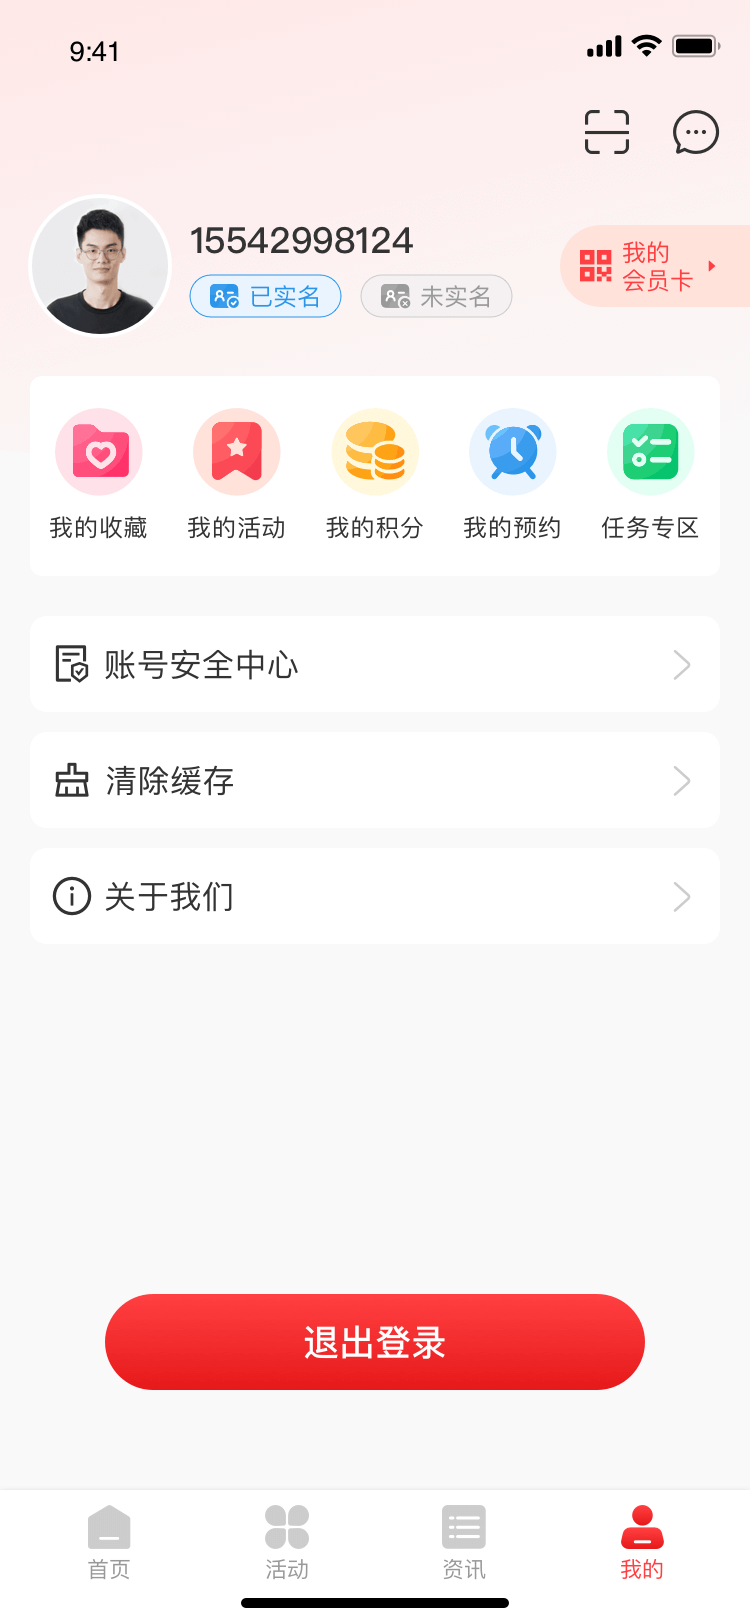 9:41
15542998124
已实名
未实名
我的
会员卡
我的收藏
我的活动
我的积分
我的预约
任务专区
账号安全中心
清除缓存
关于我们
退出登录
首页
活动
资讯
我的